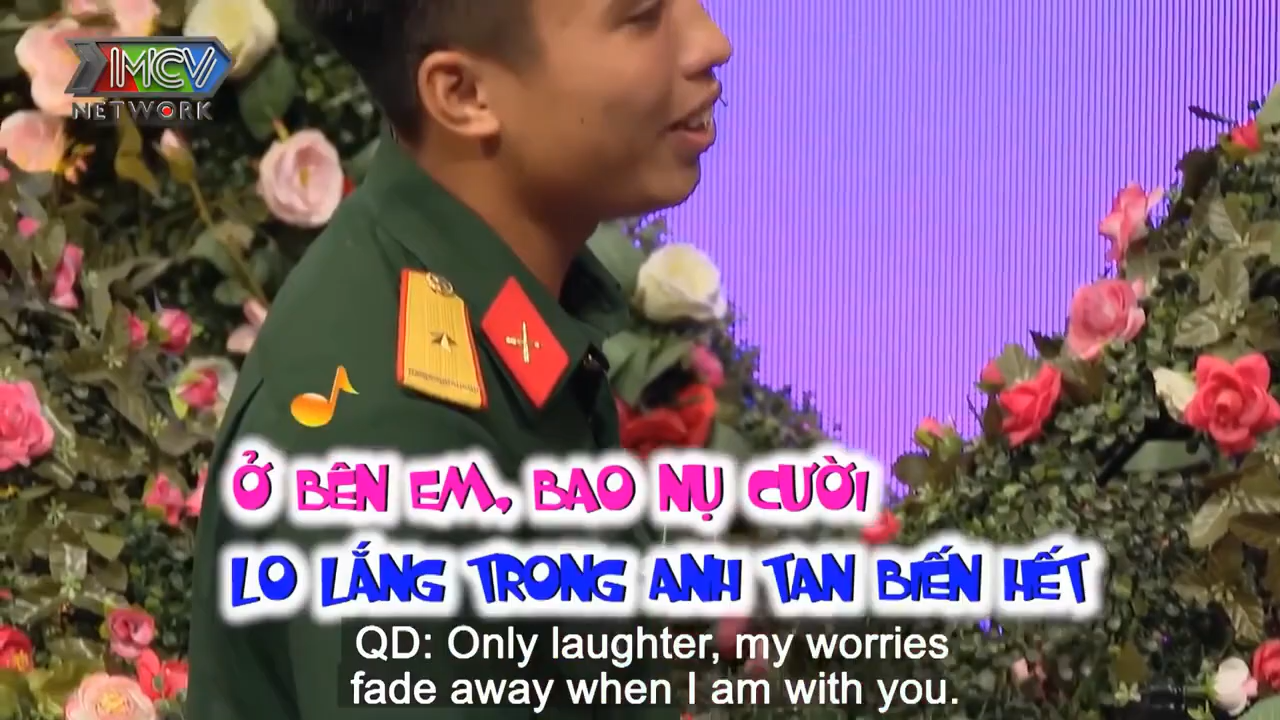 MCV
NETWORK
Ở BÊN EM, BAO NỤ CƯỜI
LO LẮNG TRONG ANH TAN BIẾN HẾT
QD: Only laughter, my worries
fade away when I am with you.